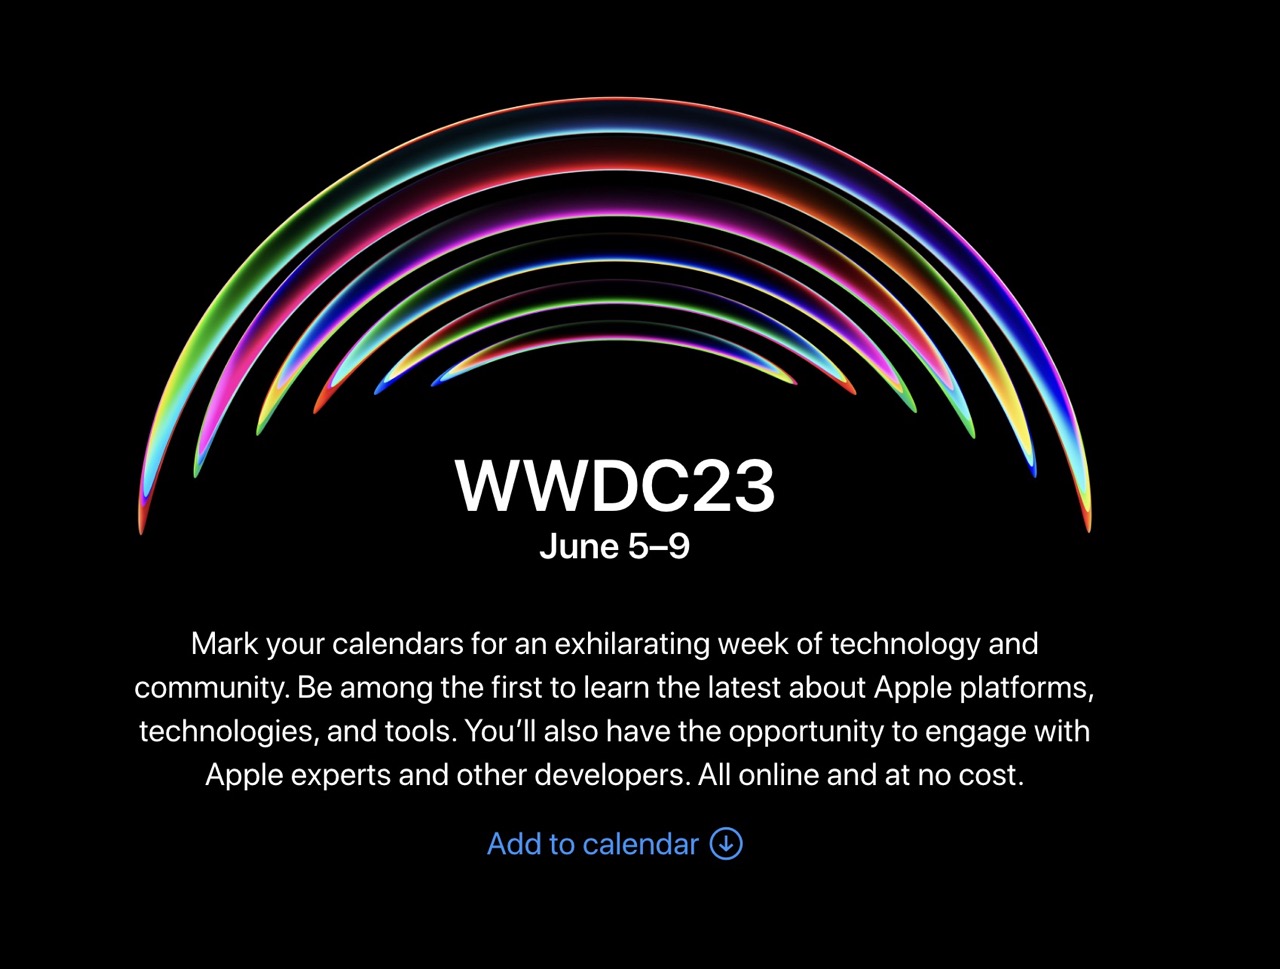 WWDC23
June 5–9
Mark your calendars for an exhilarating week of technology and
community. Be among the first to learn the latest about Apple platforms,
technologies, and tools. You’ll also have the opportunity to engage with
Apple experts and other developers. All online and at no cost.
Add to calendar